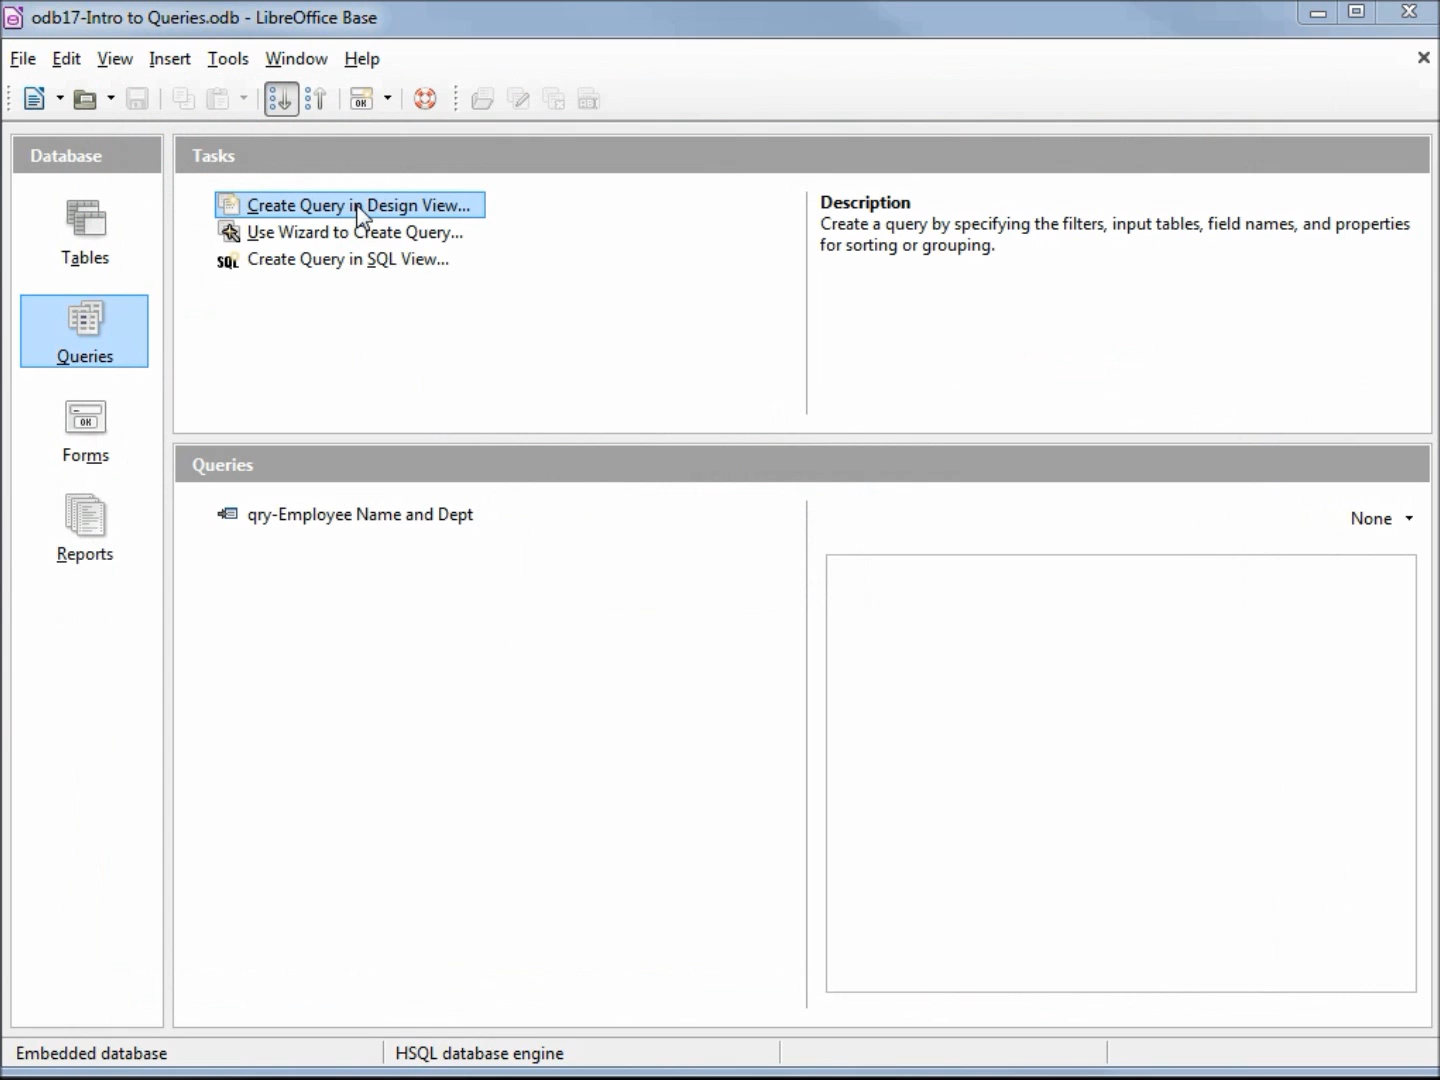 odb17-Intro to Queries.odb - LibreOffice Base
File Edit View Insert Tools Window Help
Database
Tables
Queries
Forms
Reports
Tasks
Create Query in Design View...
Use Wizard to Create Query...
SQL Create Query in SQL View...
Description
Create a query by specifying the filters, input tables, field names, and properties
for sorting or grouping.
Queries
qry-Employee Name and Dept
None
Embedded database
HSQL database engine